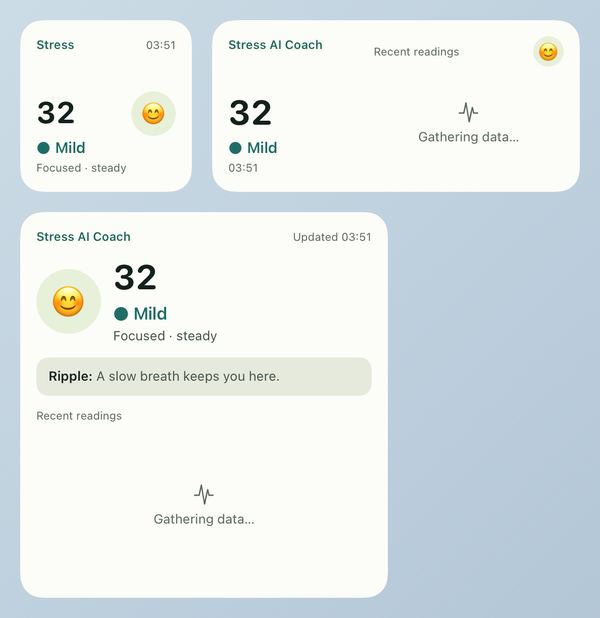 Stress 03:51
32
Mild
Focused · steady
Stress AI Coach
Recent readings
32
Mild
03:51
Gathering data...
Stress AI Coach Updated 03:51
32
Mild
Focused · steady
Ripple: A slow breath keeps you here.
Recent readings
Gathering data...